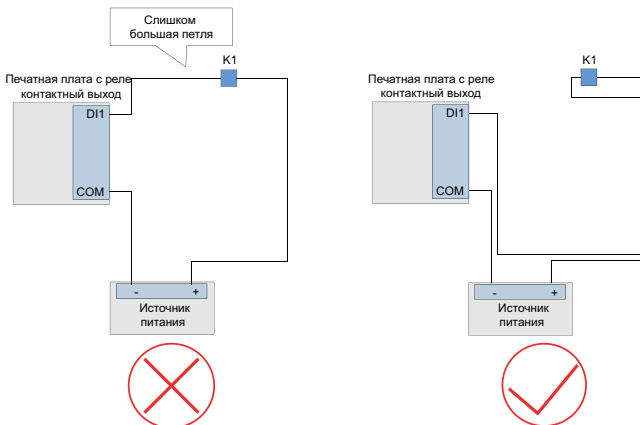 Слишком
большая петля
K1
Печатная плата с реле
контактный выход
DI1
COM
- +
Источник
питания
K1
Печатная плата с реле
контактный выход
DI1
COM
- +
Источник
питания